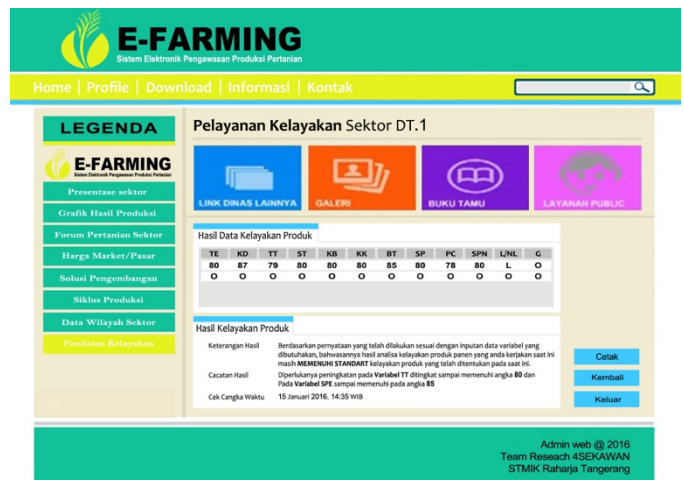 E-FARMING
Sistem Elektronik Pengawasan Produksi Pertanian
Home | Profile | Download | Informasi | Kontak
LEGENDA
E-FARMING
Sistem Elektronik Pengawasan Produksi Pertanian
Presentase sektor
Grafik Hasil Produksi
Forum Pertanian Sektor
Harga Market/Pasar
Solusi Pengembangan
Siklus Produksi
Data Wilayah Sektor
Penilaian Kelayakan
Pelayanan Kelayakan Sektor DT.1
LINK DINAS LAINNYA
GALERI
BUKU TAMU
LAYANAN PUBLIC
Hasil Data Kelayakan Produk
TE KD TT ST KB KK BT SP PC SPN L/NL G
80 87 79 80 80 80 85 80 78 80 L O
O O O O O O O O O O O O
Hasil Kelayakan Produk
Keterangan Hasil Berdasarkan pernyataan yang telah dilakukan sesuai dengan inputan data variabel yang
dibutuhakan, bahwasannya hasil analisa kelayakan produk panen yang anda kerjakan saat ini
masih MEMENUHI STANDART kelayakan produk yang telah ditentukan pada saat ini.
Cacatan Hasil Diperlukanya peningkatan pada Variabel TT ditingkat sampai memenuhi angka 80 dan
Pada Variabel SPE sampai memenuhi pada angka 85
Cek Cangka Waktu 15 Januari 2016, 14:35 WIB
Cetak
Kembali
Keluar
Admin web @ 2016
Team Reseach 4SEKAWAN
STMIK Raharja Tangerang